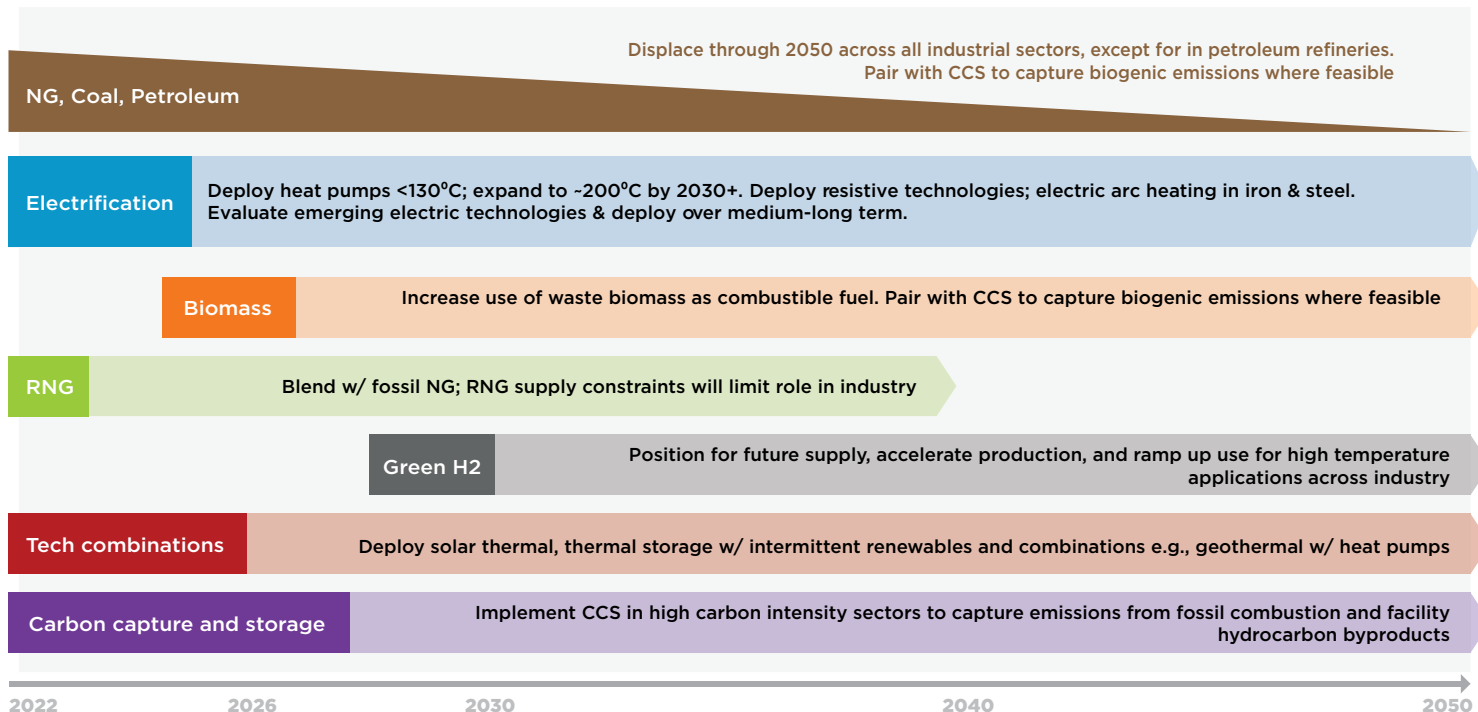 Displace through 2050 across all industrial sectors, except for in petroleum refineries.
Pair with CCS to capture biogenic emissions where feasible
NG, Coal, Petroleum
Electrification
Deploy heat pumps <130⁰C; expand to ~200⁰C by 2030+. Deploy resistive technologies; electric arc heating in iron & steel.
Evaluate emerging electric technologies & deploy over medium-long term.
Biomass
Increase use of waste biomass as combustible fuel. Pair with CCS to capture biogenic emissions where feasible
RNG
Blend w/ fossil NG; RNG supply constraints will limit role in industry
Green H2
Position for future supply, accelerate production, and ramp up use for high temperature
applications across industry
Tech combinations
Deploy solar thermal, thermal storage w/ intermittent renewables and combinations e.g., geothermal w/ heat pumps
Carbon capture and storage
Implement CCS in high carbon intensity sectors to capture emissions from fossil combustion and facility
hydrocarbon byproducts
2022 2026 2030 2040 2050